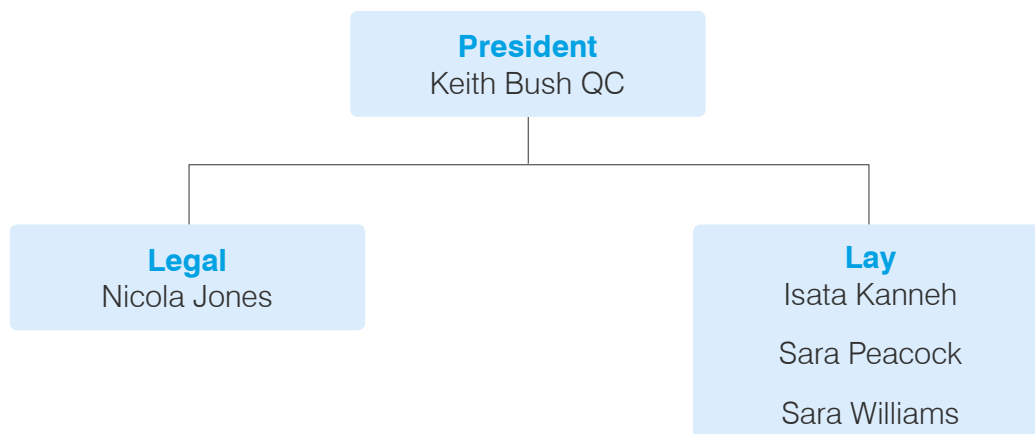 President
Keith Bush QC
Legal
Nicola Jones
Lay
Isata Kanneh
Sara Peacock
Sara Williams